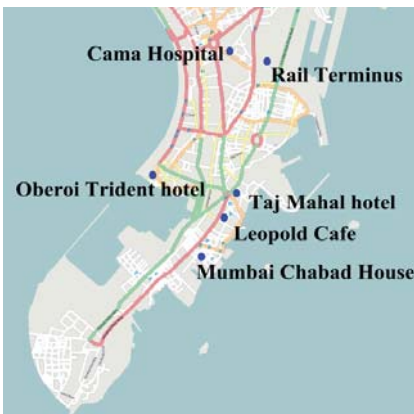 Cama Hospital
Rail Terminus
Oberoi Trident hotel
Taj Mahal hotel
Leopold Cafe
Mumbai Chabad House